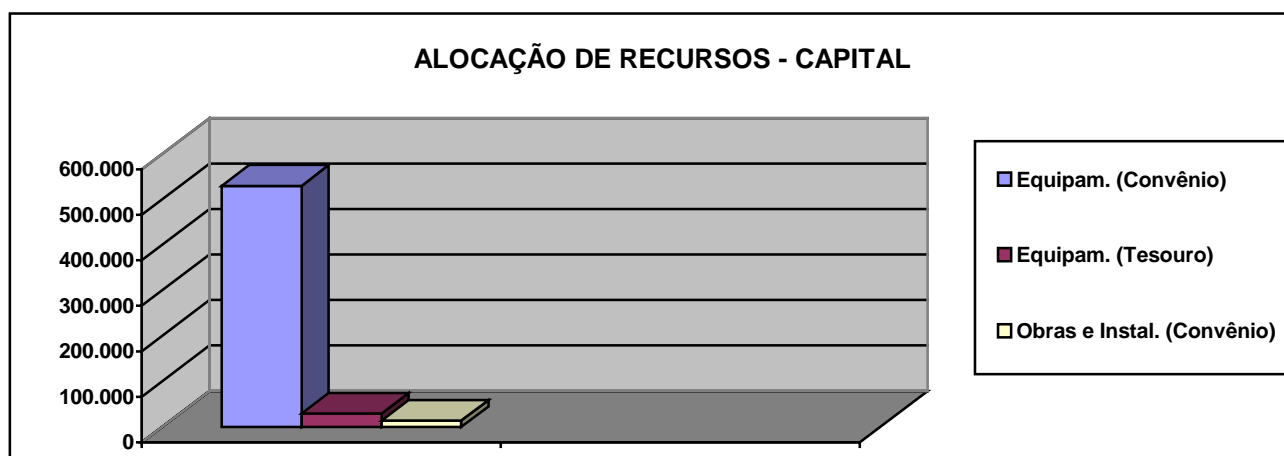 ALOCAÇÃO DE RECURSOS - CAPITAL
600.000
500.000
400.000
300.000
200.000
100.000
0
Equipam. (Convênio)
Equipam. (Tesouro)
Obras e Instal. (Convênio)